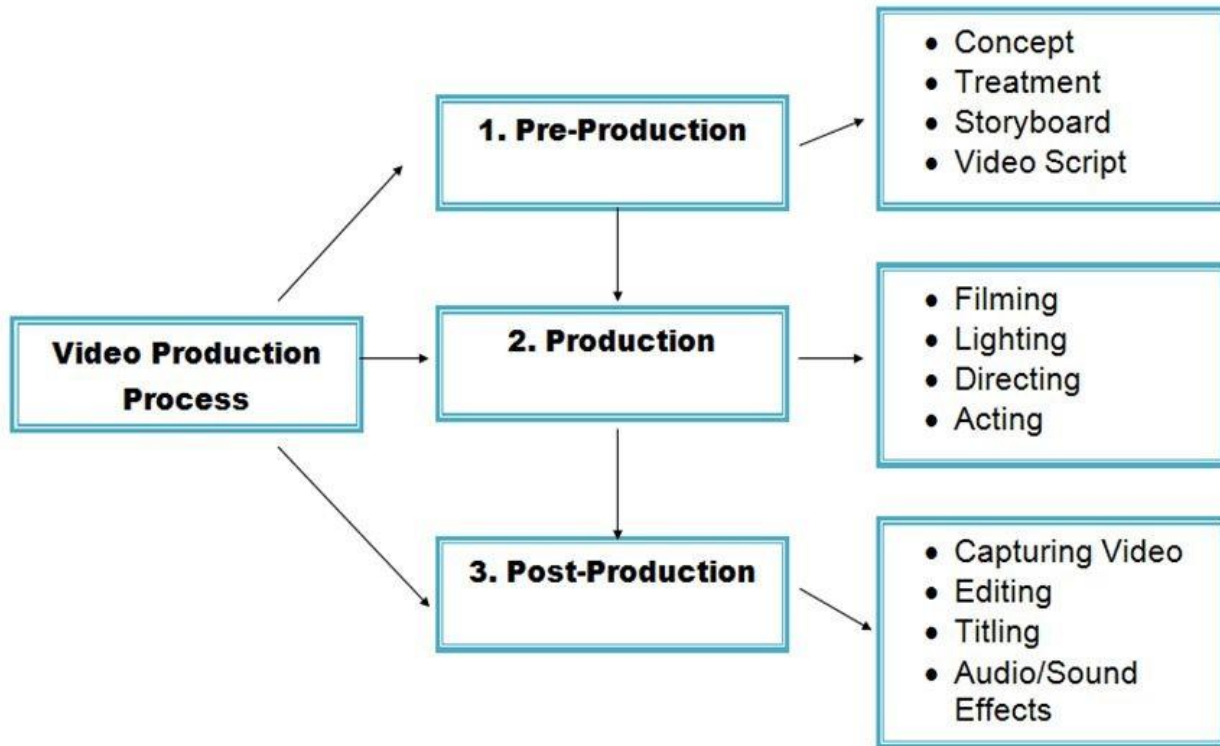 Video Production
Process
1. Pre-Production
• Concept
• Treatment
• Storyboard
• Video Script
2. Production
• Filming
• Lighting
• Directing
• Acting
3. Post-Production
• Capturing Video
• Editing
• Titling
• Audio/Sound
Effects